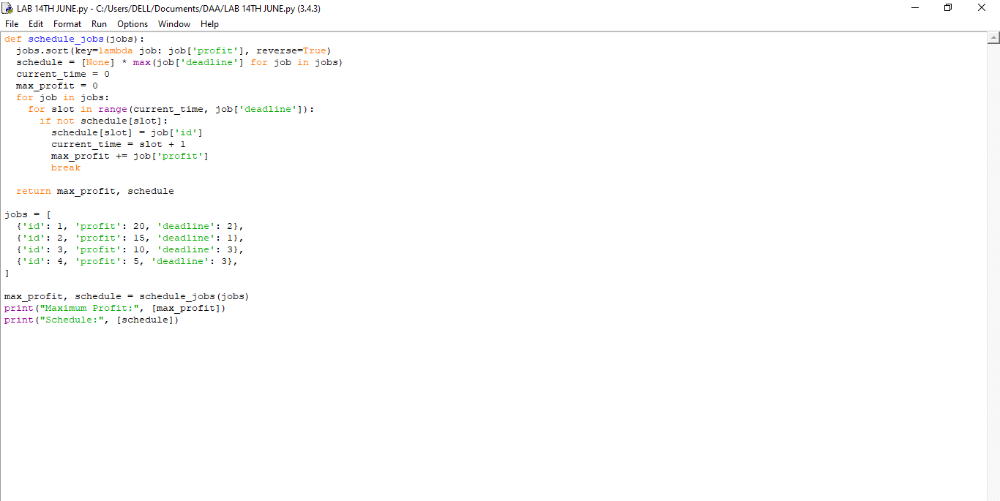 LAB 14TH JUNE.py - C:/Users/DELL/Documents/DAA/LAB 14TH JUNE.py (3.4.3)
File Edit Format Run Options Window Help
def schedule_jobs(jobs):
  jobs.sort(key=lambda job: job['profit'], reverse=True)
  schedule = [None] * max(job['deadline'] for job in jobs)
  current_time = 0
  max_profit = 0
  for job in jobs:
    for slot in range(current_time, job['deadline']):
      if not schedule[slot]:
        schedule[slot] = job['id']
        current_time = slot + 1
        max_profit += job['profit']
        break
  return max_profit, schedule
jobs = [
  {'id': 1, 'profit': 20, 'deadline': 2},
  {'id': 2, 'profit': 15, 'deadline': 1},
  {'id': 3, 'profit': 10, 'deadline': 3},
  {'id': 4, 'profit': 5, 'deadline': 3},
]
max_profit, schedule = schedule_jobs(jobs)
print("Maximum Profit:", [max_profit])
print("Schedule:", [schedule])